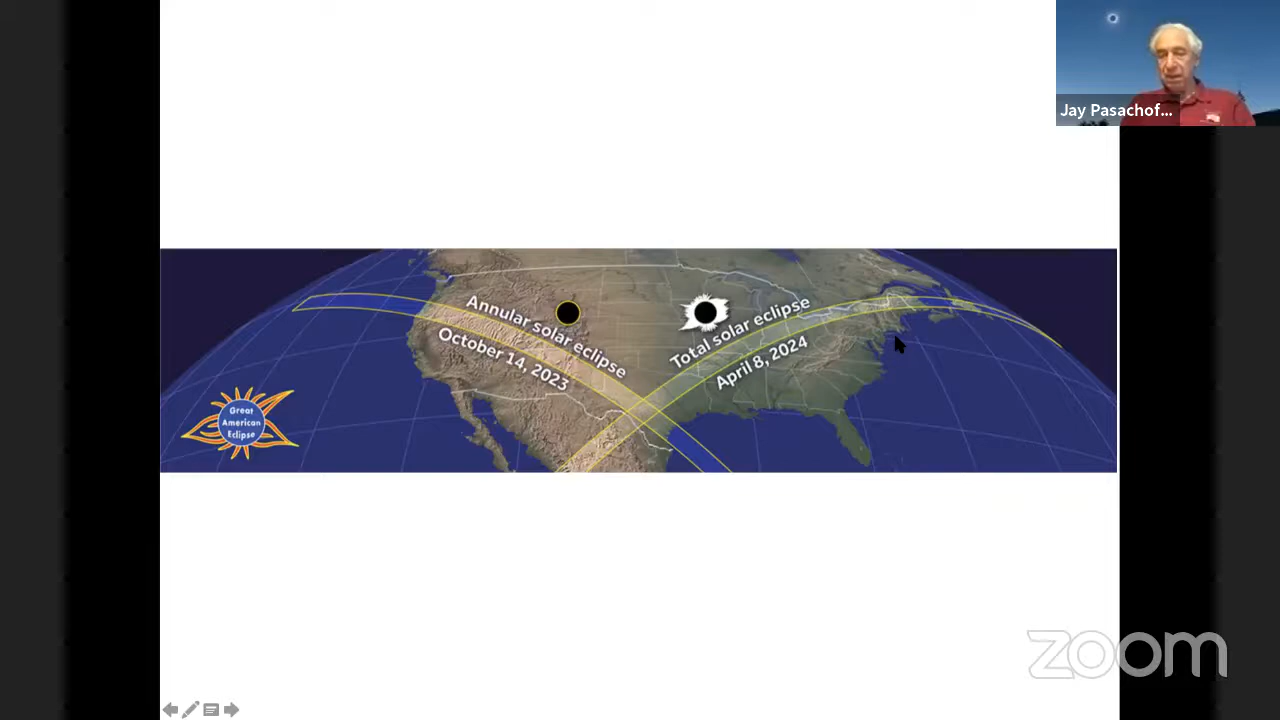 Jay Pasachof...
Annular solar eclipse
October 14, 2023
Total solar eclipse
April 8, 2024
Great
American
Eclipse
zoom